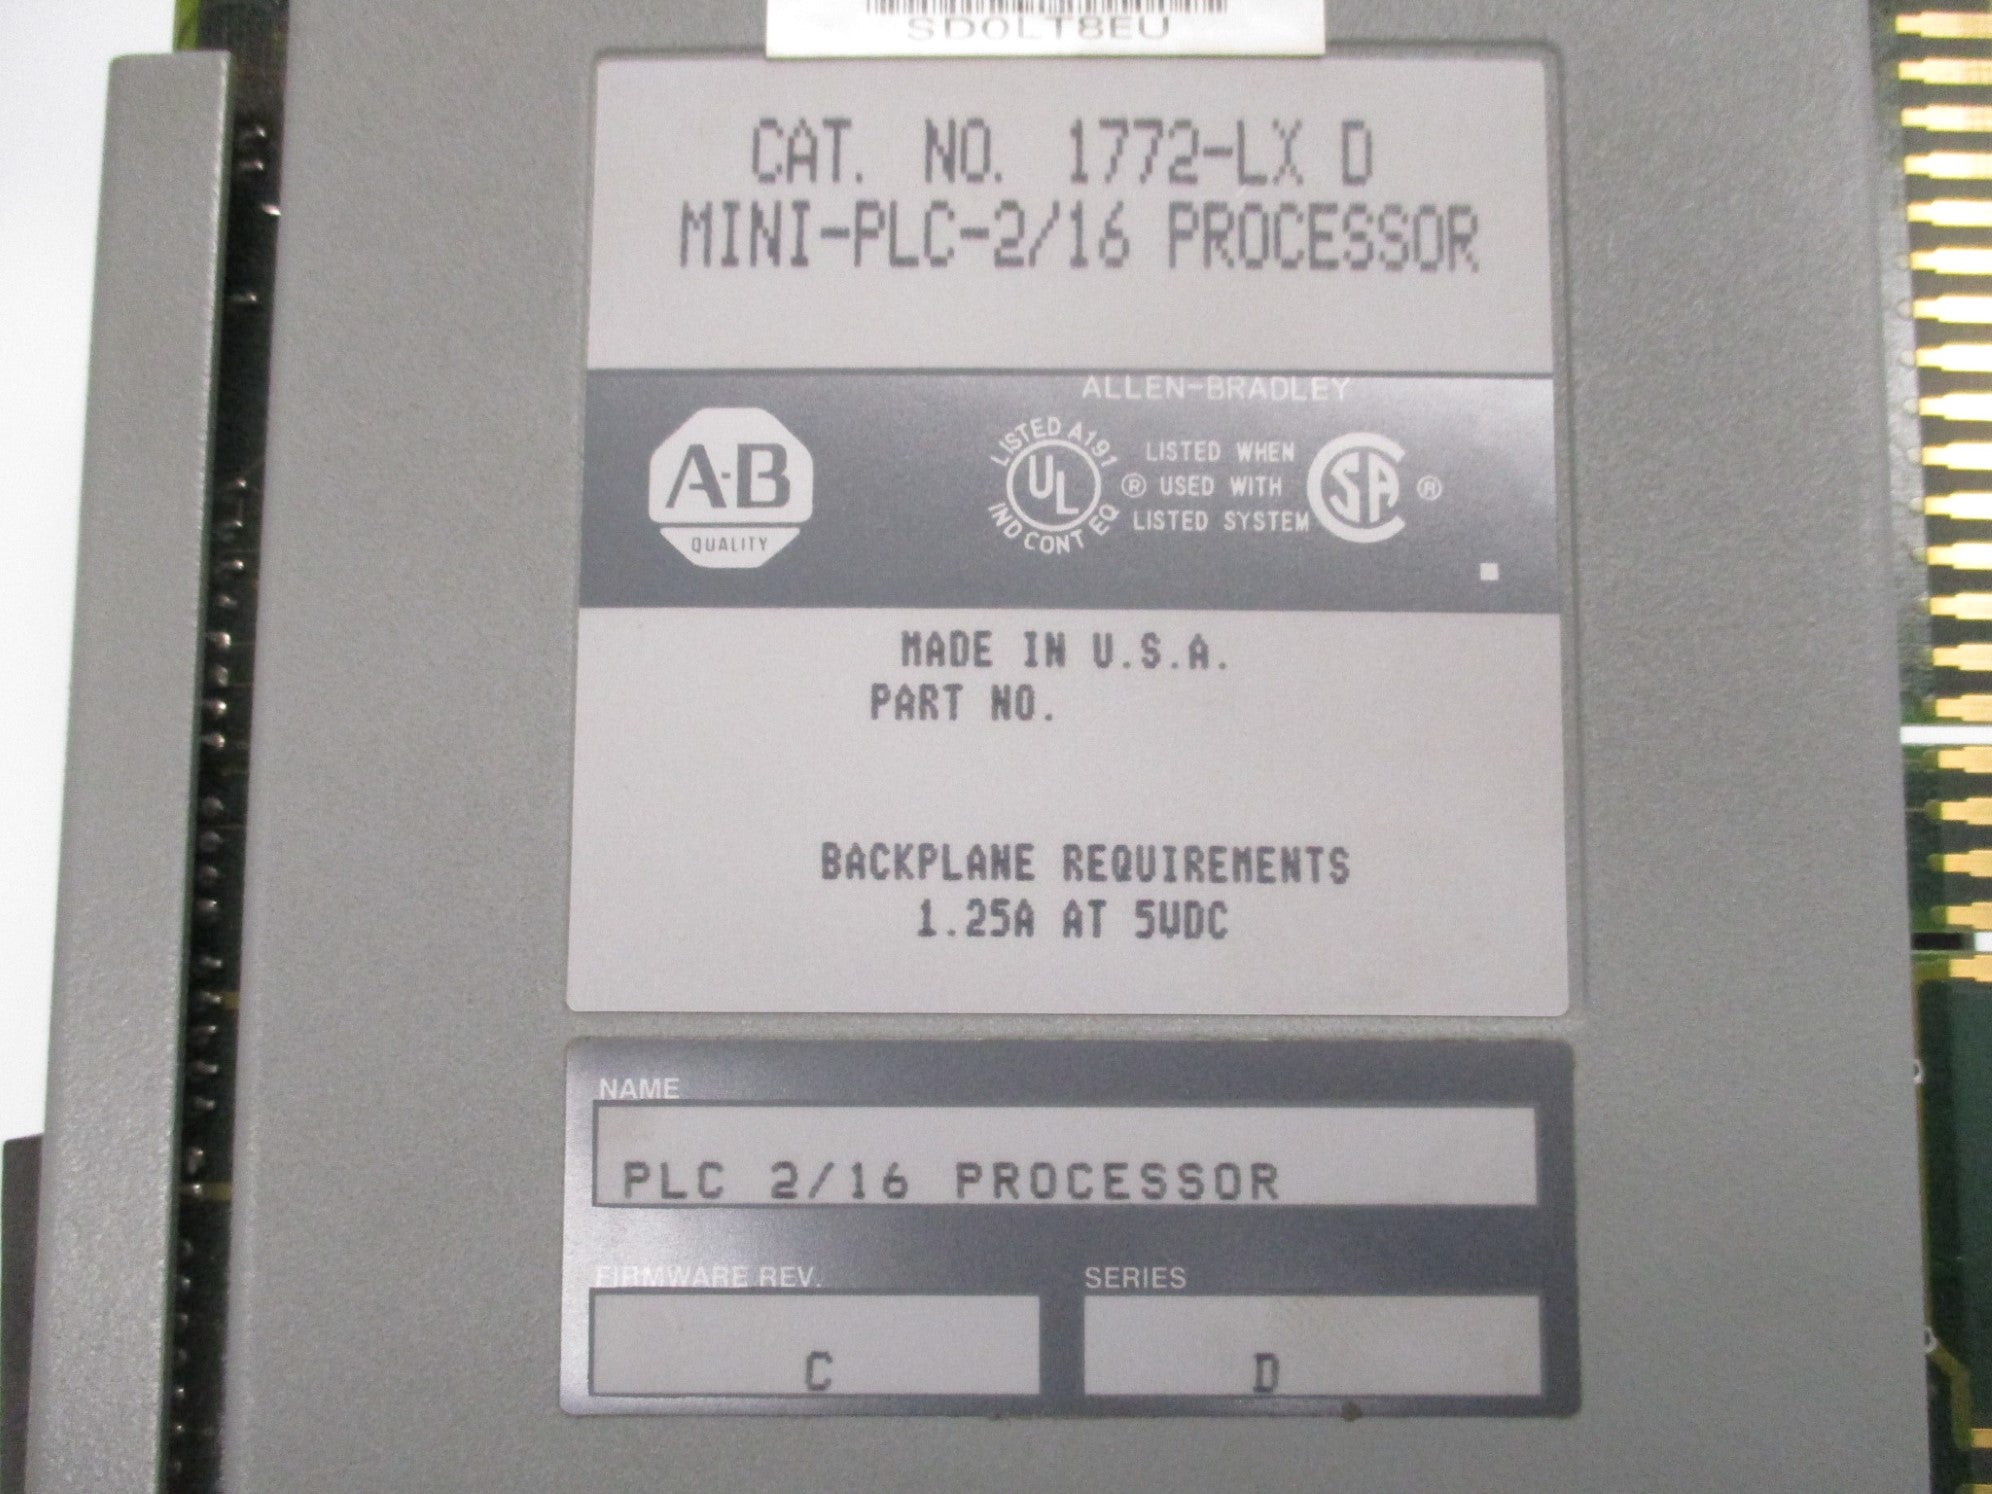 SD0LT8EU
CAT. NO. 1772-LX D
MINI-PLC-2/16 PROCESSOR
ALLEN-BRADLEY
A-B
QUALITY
LISTED A191
UL
IND CONT EQ
®
LISTED WHEN
USED WITH
LISTED SYSTEM
SA ®
MADE IN U.S.A.
PART NO.
BACKPLANE REQUIREMENTS
1.25A AT 5VDC
NAME
PLC 2/16 PROCESSOR
FIRMWARE REV. SERIES
C D